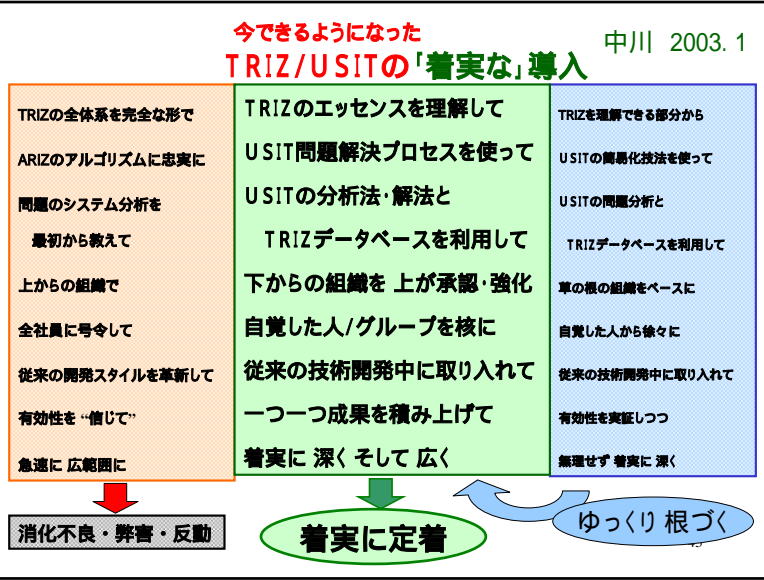 今できるようになった
中川 2003. 1
TRIZ/USITの「着実な」導入
TRIZの全体系を完全な形で
ARIZのアルゴリズムに忠実に
問題のシステム分析を
最初から教えて
上からの組織で
全社員に号令して
従来の開発スタイルを革新して
有効性を “信じて”
急速に 広範囲に
消化不良・弊害・反動
TRIZのエッセンスを理解して
USIT問題解決プロセスを使って
USITの分析法・解法と
TRIZデータベースを利用して
下からの組織を 上が承認・強化
自覚した人/グループを核に
従来の技術開発中に取り入れて
一つ一つ成果を積み上げて
着実に 深く そして 広く
着実に定着
TRIZを理解できる部分から
USITの簡易化技法を使って
USITの問題分析と
TRIZデータベースを利用して
草の根の組織をベースに
自覚した人から徐々に
従来の技術開発中に取り入れて
有効性を実証しつつ
無理せず 着実に 深く
ゆっくり 根づく